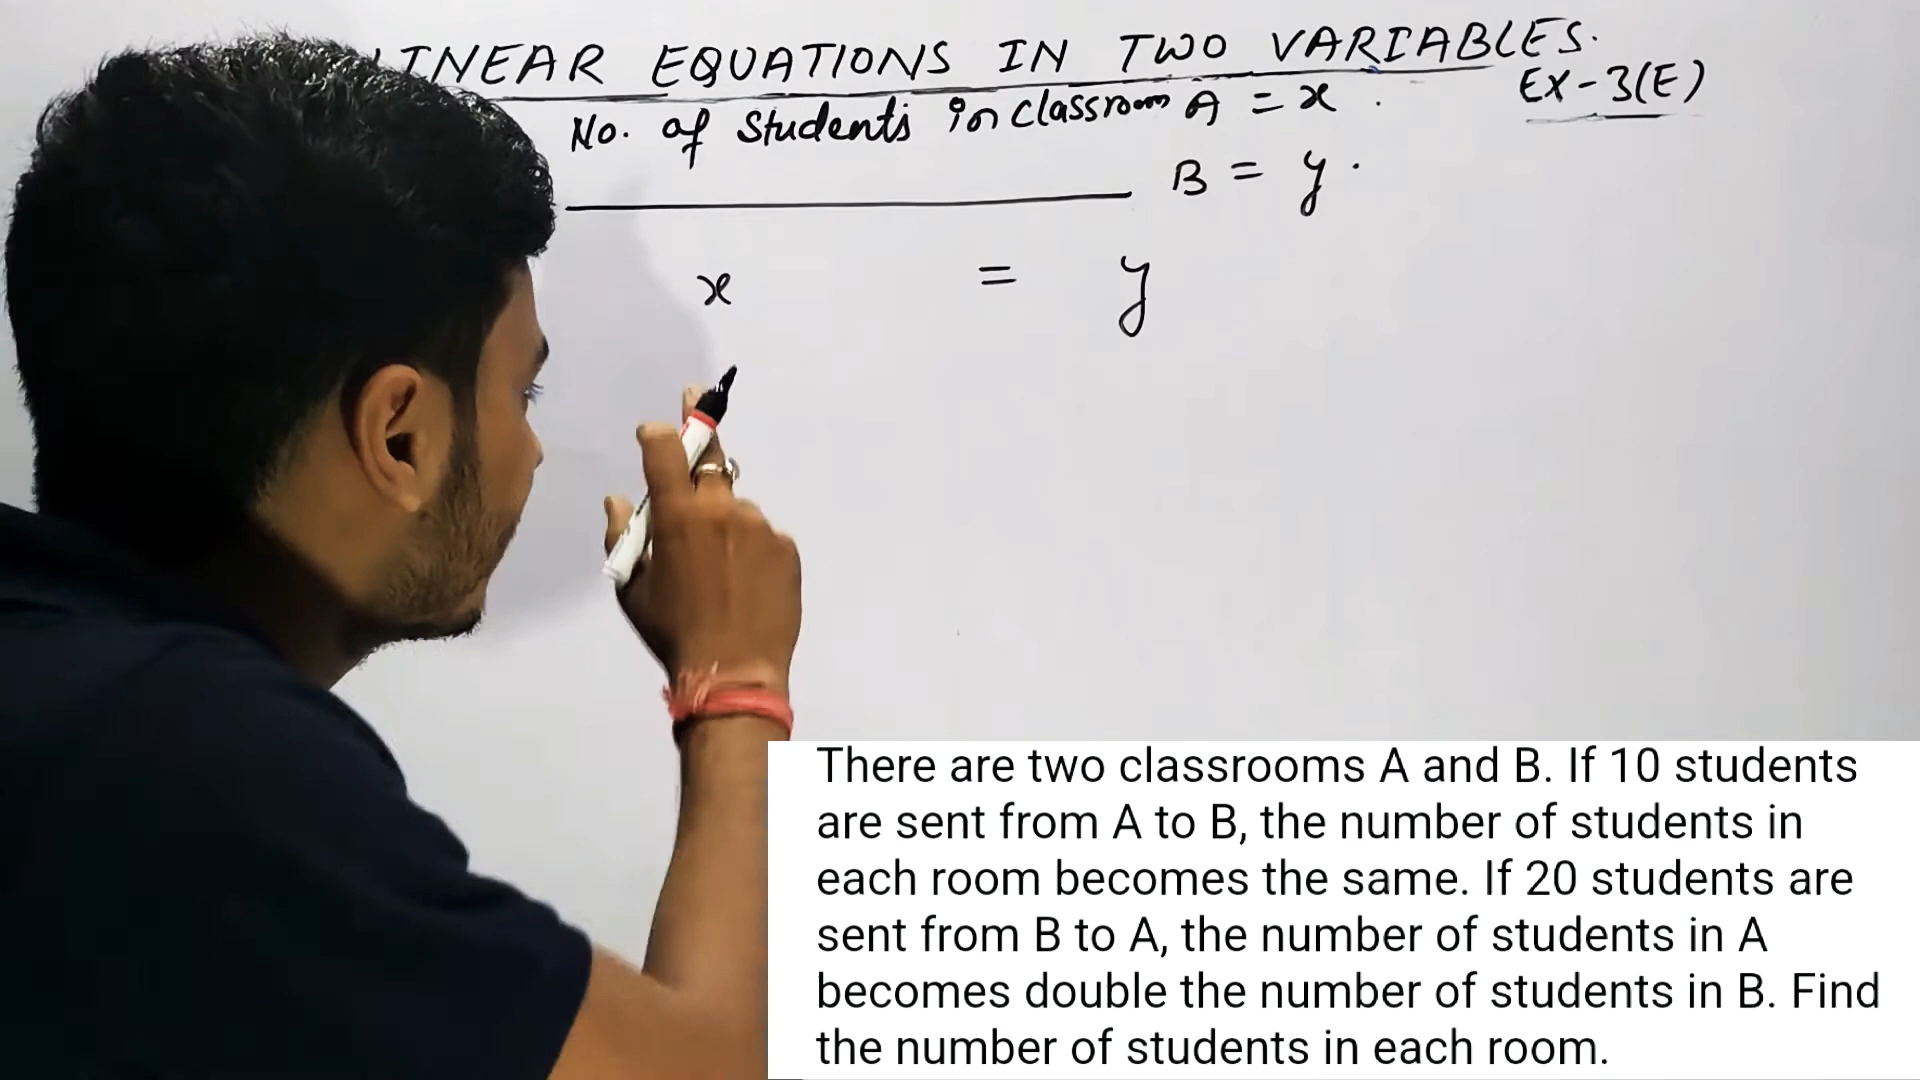 LINEAR EQUATIONS IN TWO VARIABLES.
EX-3(E)
No. of Students in classroom A = x.
B = y.
x = y
There are two classrooms A and B. If 10 students
are sent from A to B, the number of students in
each room becomes the same. If 20 students are
sent from B to A, the number of students in A
becomes double the number of students in B. Find
the number of students in each room.